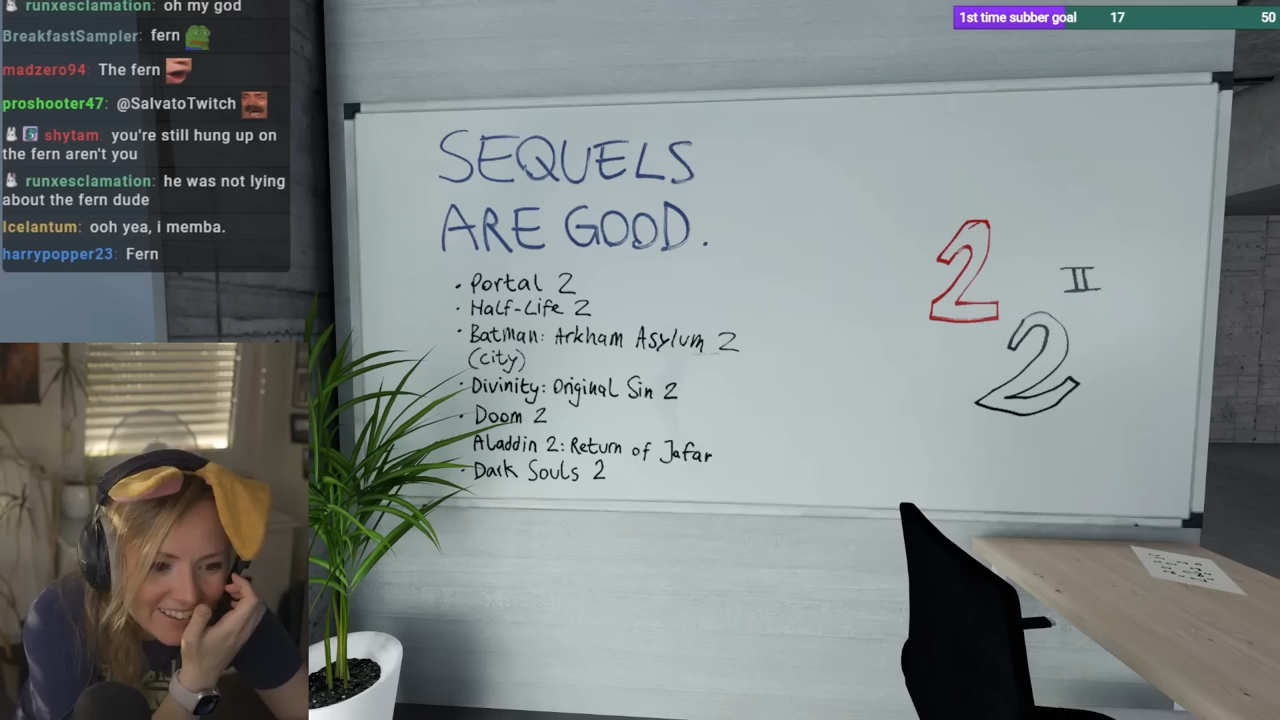 runxesclamation: oh my god
BreakfastSampler: fern
madzero94: The fern
proshooter47: @SalvatoTwitch
shytam: you're still hung up on
the fern aren't you
runxesclamation: he was not lying
about the fern dude
Icelantum: ooh yea, i memba.
harrypopper23: Fern
1st time subber goal 17 50
SEQUELS
ARE GOOD.
• Portal 2
• Half-Life 2
• Batman: Arkham Asylum 2
(City)
• Divinity: Original Sin 2
• Doom 2
Aladdin 2: Return of Jafar
• Dark Souls 2
2
II
2